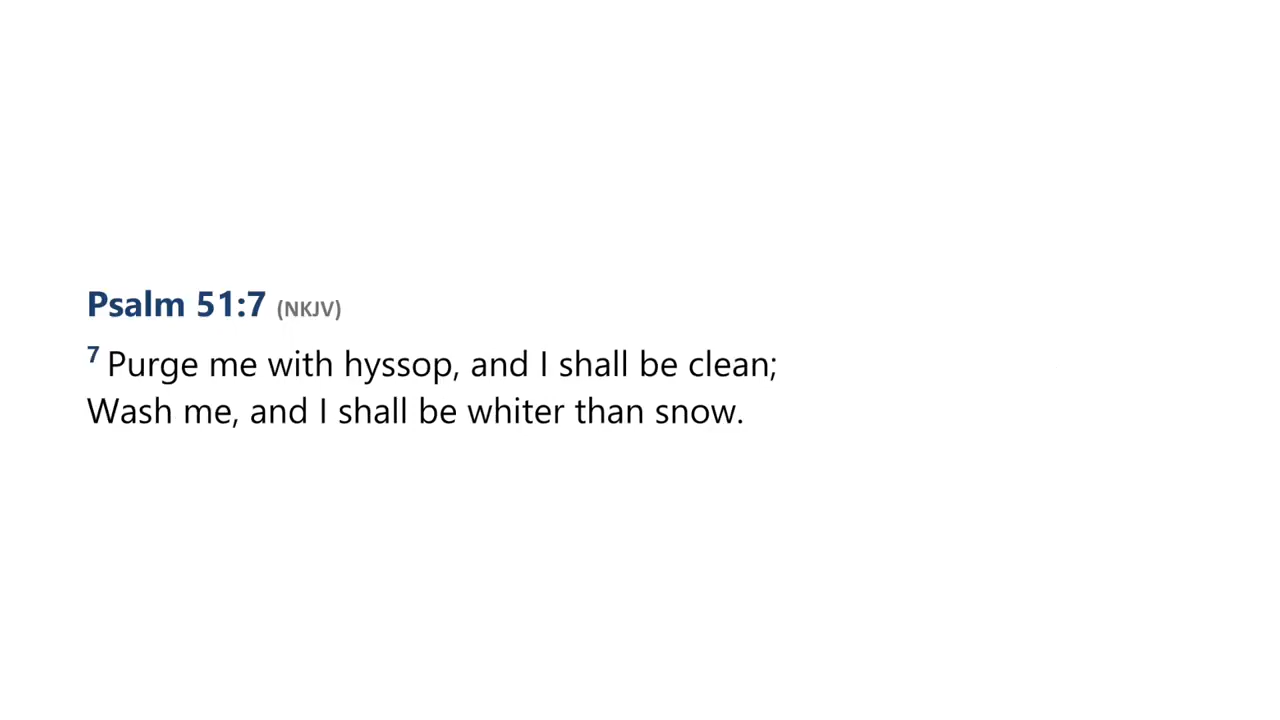 Psalm 51:7 (NKJV)
7 Purge me with hyssop, and I shall be clean;
Wash me, and I shall be whiter than snow.